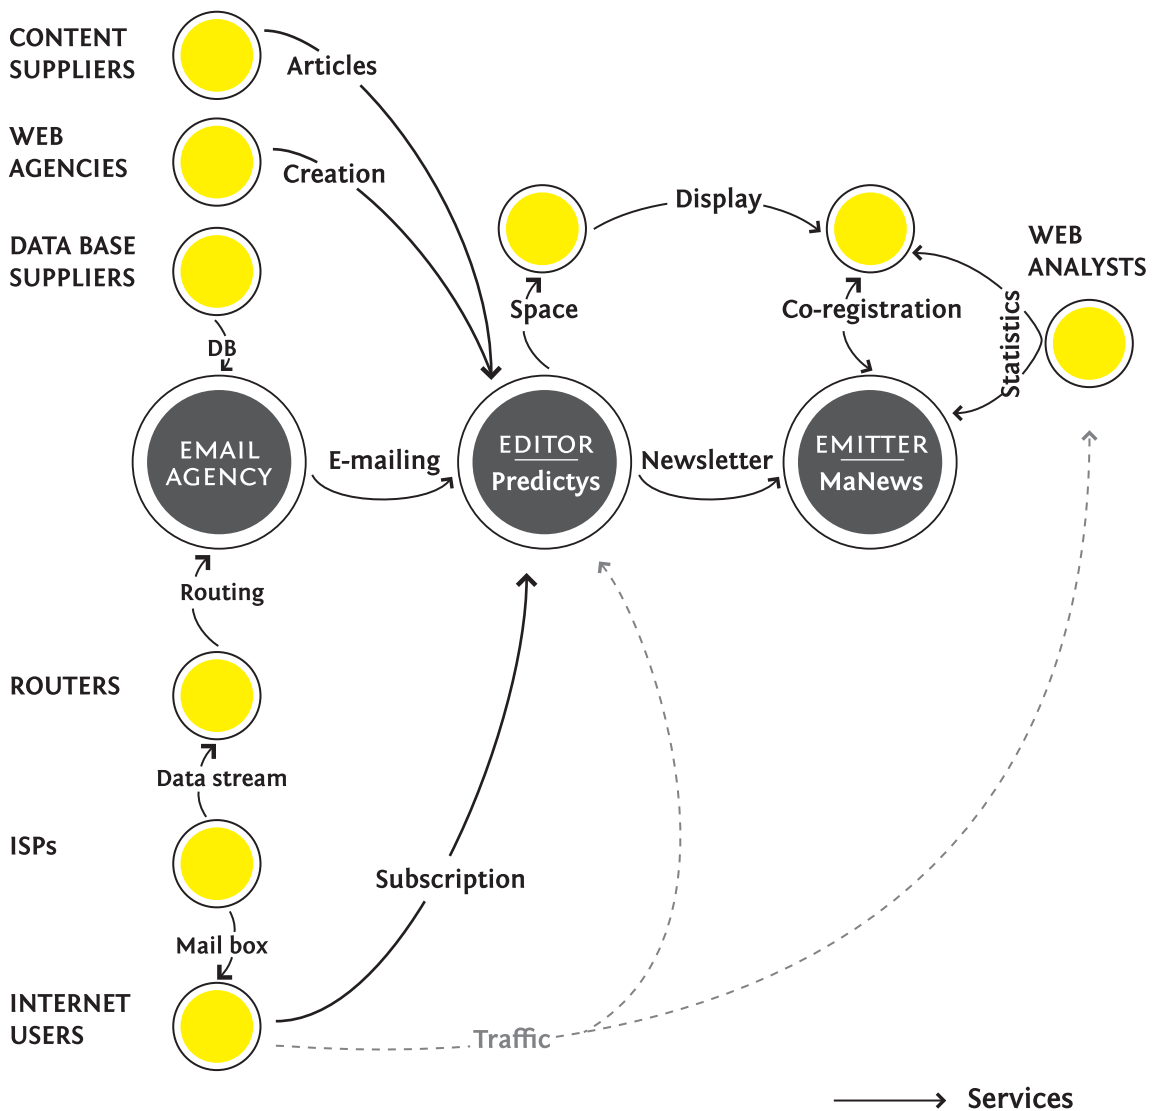 CONTENT
SUPPLIERS
Articles
WEB
AGENCIES
Creation
DATA BASE
SUPPLIERS
Display
WEB
ANALYSTS
Space
Co-registration
Statistics
DB
EMAIL
AGENCY
E-mailing
EDITOR
Predictys
Newsletter
EMITTER
MaNews
Routing
ROUTERS
Data stream
ISPs
Subscription
Mail box
INTERNET
USERS
Traffic
Services